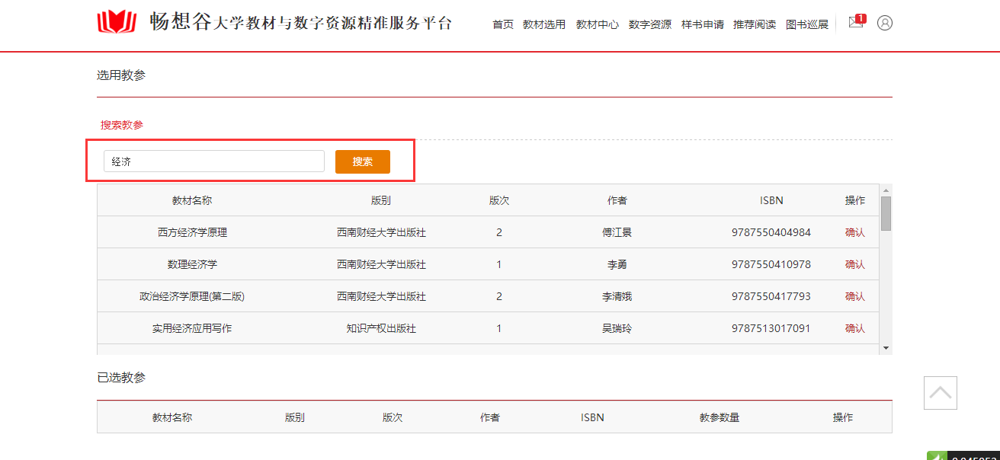 畅想谷大学教材与数字资源精准服务平台 首页 教材选用 教材中心 数字资源 样书申请 推荐阅读 图书巡展 1
选用教参
搜索教参
经济 搜索
教材名称 版别 版次 作者 ISBN 操作
西方经济学原理 西南财经大学出版社 2 傅江景 9787550404984 确认
数理经济学 西南财经大学出版社 1 李勇 9787550410978 确认
政治经济学原理(第二版) 西南财经大学出版社 2 李清娥 9787550417793 确认
实用经济应用写作 知识产权出版社 1 吴瑞玲 9787513017091 确认
已选教参
教材名称 版别 版次 作者 ISBN 教参数量 操作